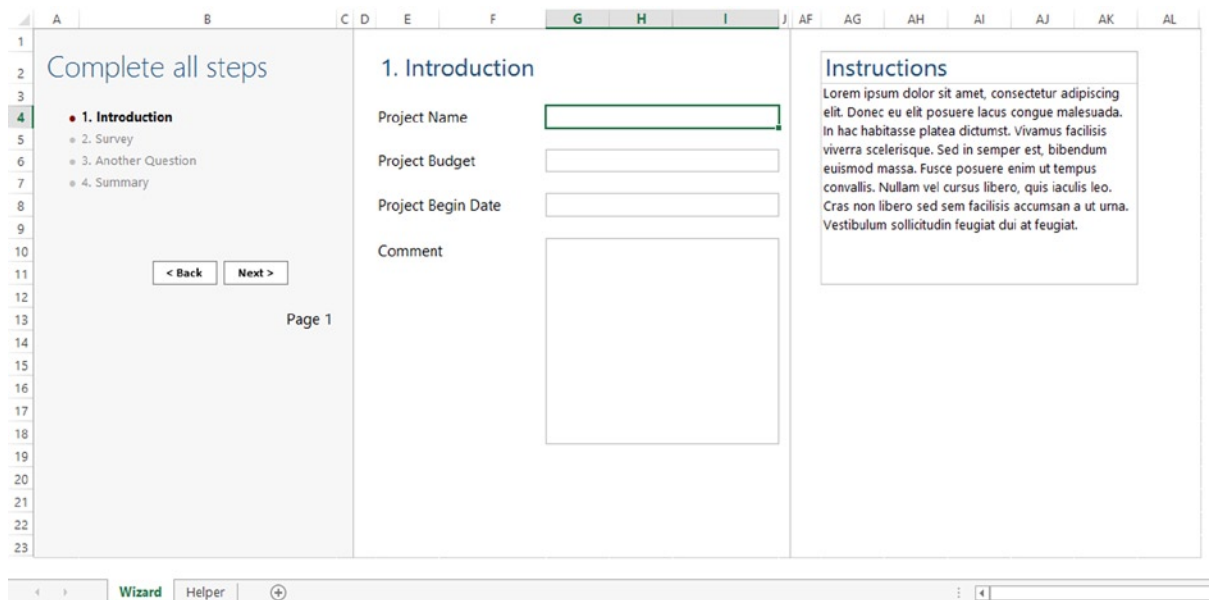 A B C D E F G H I J AF AG AH AI AJ AK AL
1
2
3
4
5
6
7
8
9
10
11
12
13
14
15
16
17
18
19
20
21
22
23
Complete all steps
1. Introduction
2. Survey
3. Another Question
4. Summary
< Back Next >
Page 1
1. Introduction
Project Name
Project Budget
Project Begin Date
Comment
Instructions
Lorem ipsum dolor sit amet, consectetur adipiscing
elit. Donec eu elit posuere lacus congue malesuada.
In hac habitasse platea dictumst. Vivamus facilisis
viverra scelerisque. Sed in semper est, bibendum
euismod massa. Fusce posuere enim ut tempus
convallis. Nullam vel cursus libero, quis iaculis leo.
Cras non libero sed sem facilisis accumsan a ut urna.
Vestibulum sollicitudin feugiat dui at feugiat.
Wizard Helper